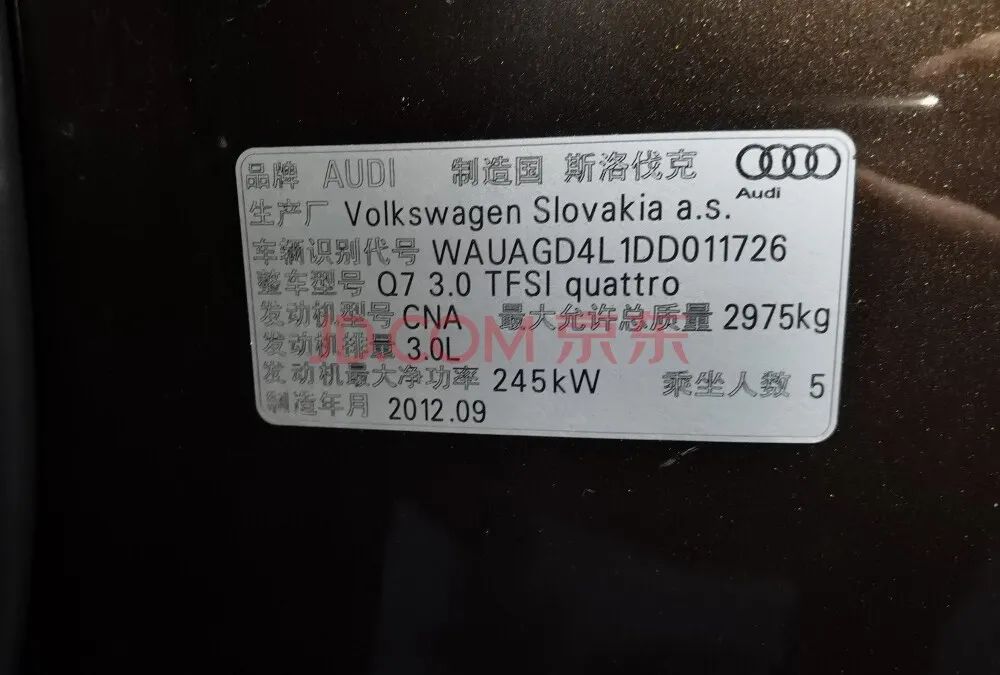 品牌 AUDI 制造国 斯洛伐克
Audi
生产厂 Volkswagen Slovakia a.s.
车辆识别代号 WAUAGD4L1DD011726
整车型号 Q7 3.0 TFSI quattro
发动机型号 CNA 最大允许总质量 2975kg
JD.COM 京东
发动机排量 3.0L
发动机最大净功率 245kW 乘坐人数 5
制造年月 2012.09